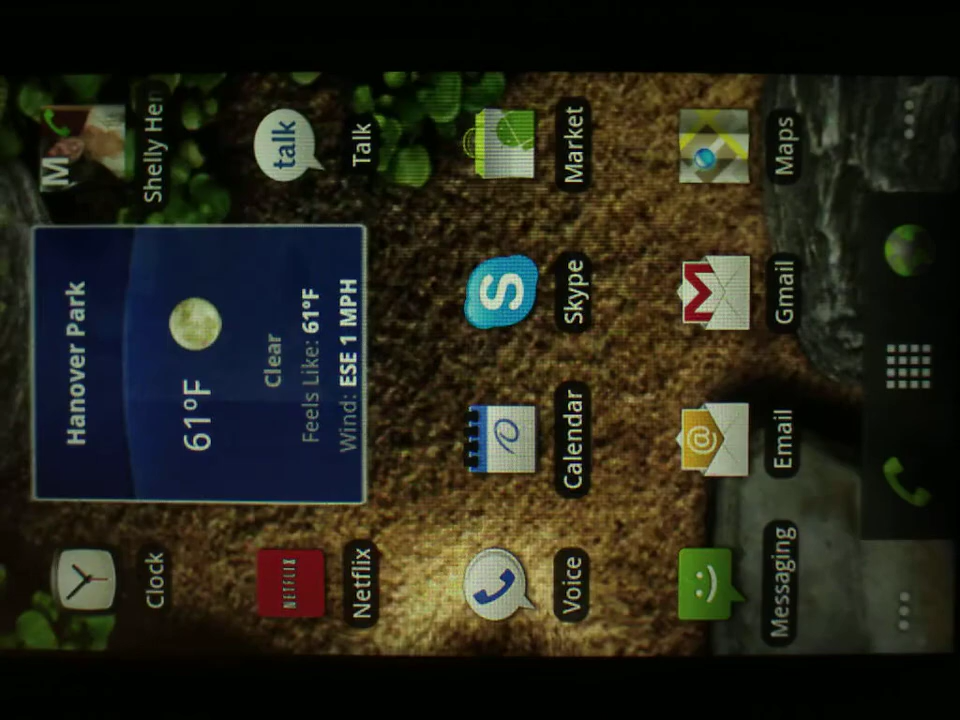 Hanover Park
61°F
Clear
Feels Like: 61°F
Wind: ESE 1 MPH
M
Clock
Shelly Her
NETFLIX
talk
Netflix
Talk
S
Voice
Calendar
Skype
Market
@
M
Messaging
Email
Gmail
Maps